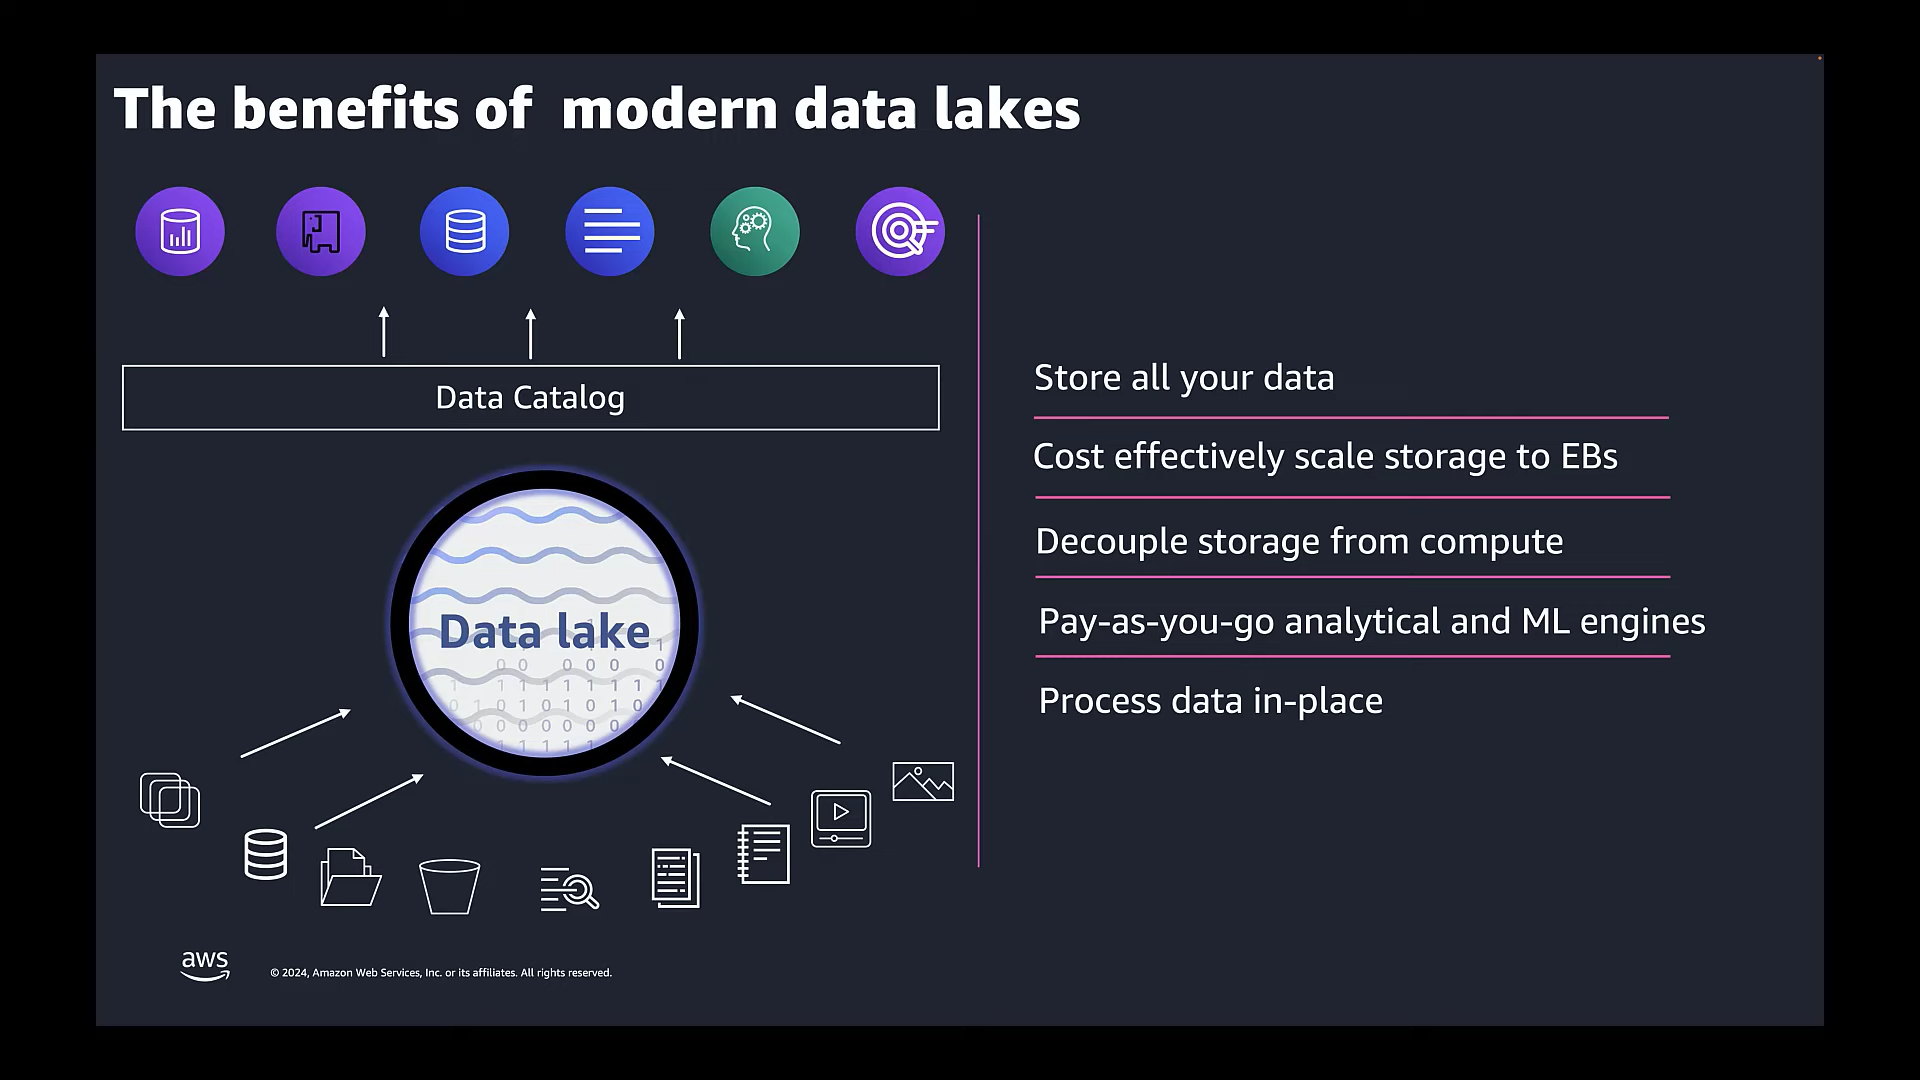 The benefits of  modern data lakes
Data Catalog
Data lake
Store all your data
Cost effectively scale storage to EBs
Decouple storage from compute
Pay-as-you-go analytical and ML engines
Process data in-place
aws
© 2024, Amazon Web Services, Inc. or its affiliates. All rights reserved.